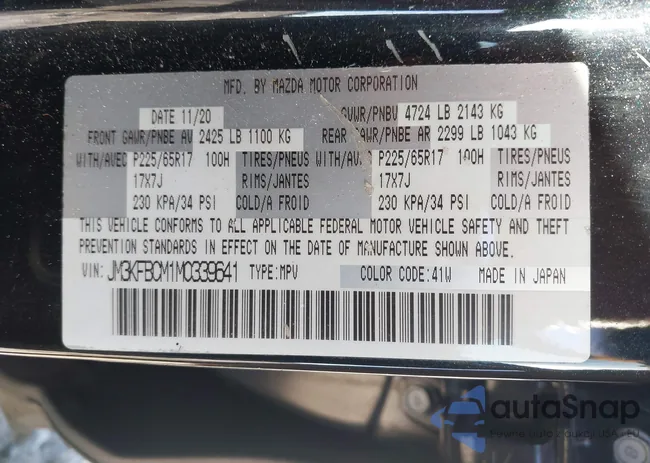 MFD. BY MAZDA MOTOR CORPORATION
DATE 11/20 GVWR/PNBV 4724 LB 2143 KG
FRONT GAWR/PNBE AV 2425 LB 1100 KG REAR GAWR/PNBE AR 2299 LB 1043 KG
WITH/AVEC P225/65R17 100H TIRES/PNEUS WITH/AVEC P225/65R17 100H TIRES/PNEUS
17X7J RIMS/JANTES 17X7J RIMS/JANTES
230 KPA/34 PSI COLD/A FROID 230 KPA/34 PSI COLD/A FROID
THIS VEHICLE CONFORMS TO ALL APPLICABLE FEDERAL MOTOR VEHICLE SAFETY AND THEFT
PREVENTION STANDARDS IN EFFECT ON THE DATE OF MANUFACTURE SHOWN ABOVE.
VIN: JM3KFBCM1M0339641 TYPE:MPV COLOR CODE:41W MADE IN JAPAN
autoSnap